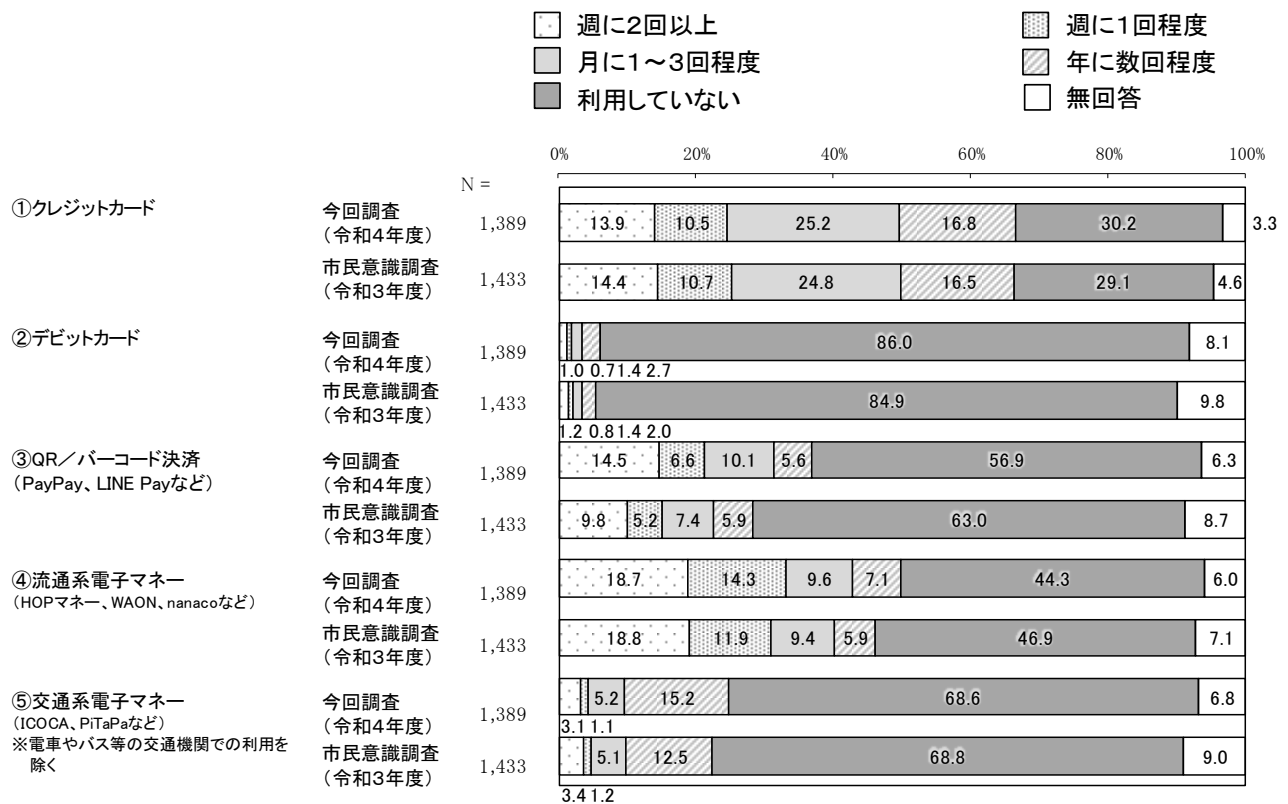 週に2回以上
週に1回程度
月に1～3回程度
年に数回程度
利用していない
無回答
0% 20% 40% 60% 80% 100%
N =
①クレジットカード
今回調査
(令和4年度)
1,389
13.9 10.5 25.2 16.8 30.2 3.3
市民意識調査
(令和3年度)
1,433
14.4 10.7 24.8 16.5 29.1 4.6
②デビットカード
今回調査
(令和4年度)
1,389
86.0 8.1
1.0 0.7 1.4 2.7
市民意識調査
(令和3年度)
1,433
84.9 9.8
1.2 0.8 1.4 2.0
③QR／バーコード決済
(PayPay、LINE Payなど)
今回調査
(令和4年度)
1,389
14.5 6.6 10.1 5.6 56.9 6.3
市民意識調査
(令和3年度)
1,433
9.8 5.2 7.4 5.9 63.0 8.7
④流通系電子マネー
(HOPマネー、WAON、nanacoなど)
今回調査
(令和4年度)
1,389
18.7 14.3 9.6 7.1 44.3 6.0
市民意識調査
(令和3年度)
1,433
18.8 11.9 9.4 5.9 46.9 7.1
⑤交通系電子マネー
(ICOCA、PiTaPaなど)
※電車やバス等の交通機関での利用を
除く
今回調査
(令和4年度)
1,389
5.2 15.2 68.6 6.8
3.1 1.1
市民意識調査
(令和3年度)
1,433
5.1 12.5 68.8 9.0
3.4 1.2